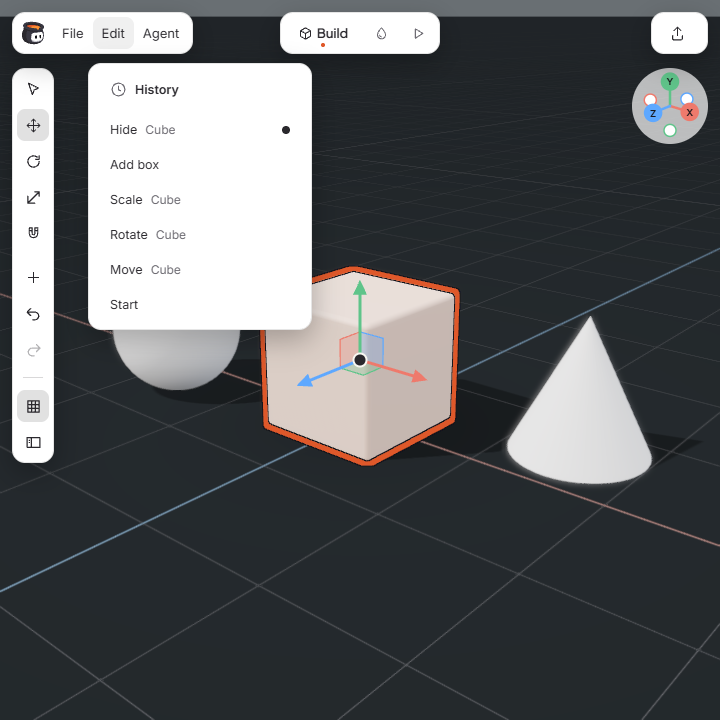 File Edit Agent
Build
History
Hide Cube
Add box
Scale Cube
Rotate Cube
Move Cube
Start
Y
Z X